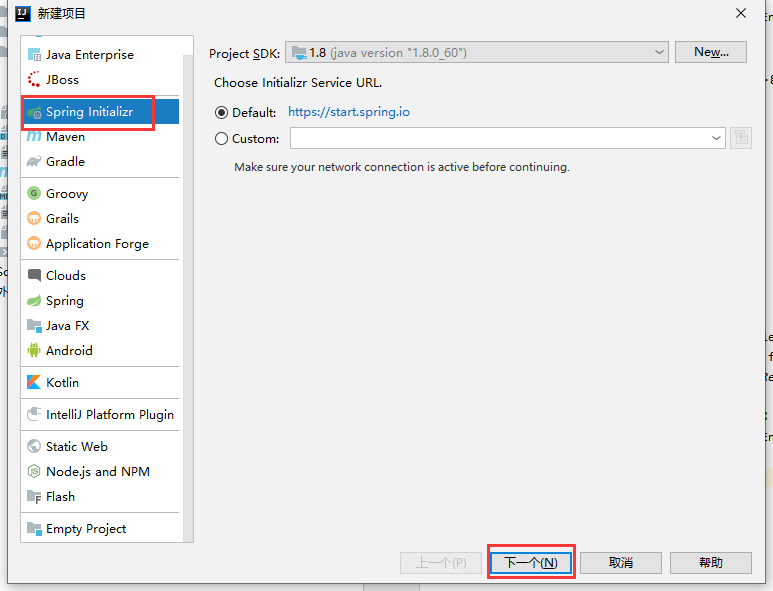 新建项目
Java Enterprise
JBoss
Spring Initializr
Maven
Gradle
Groovy
Grails
Application Forge
Clouds
Spring
Java FX
Android
Kotlin
IntelliJ Platform Plugin
Static Web
Node.js and NPM
Flash
Empty Project
Project SDK: 1.8 (java version "1.8.0_60") New...
Choose Initializr Service URL.
Default: https://start.spring.io
Custom:
Make sure your network connection is active before continuing.
上一个(P) 下一个(N) 取消 帮助